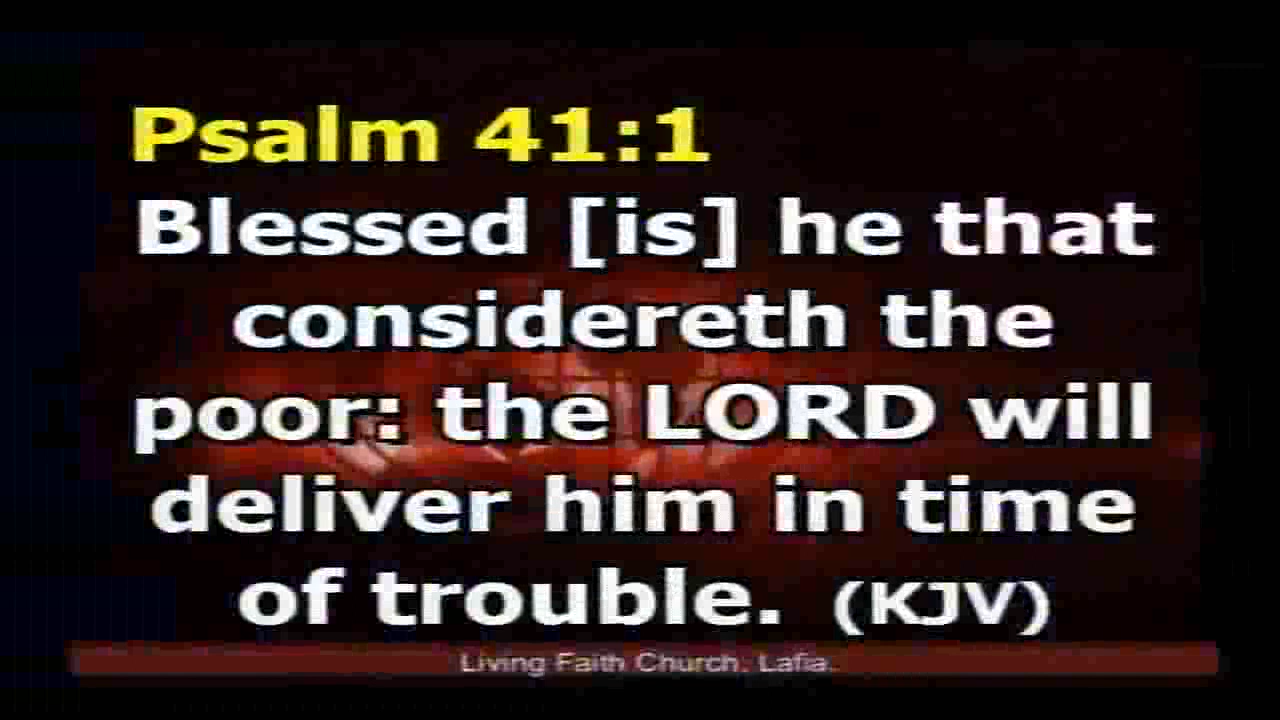 Psalm 41:1
Blessed [is] he that
considereth the
poor: the LORD will
deliver him in time
of trouble. (KJV)
Living Faith Church, Lafia.